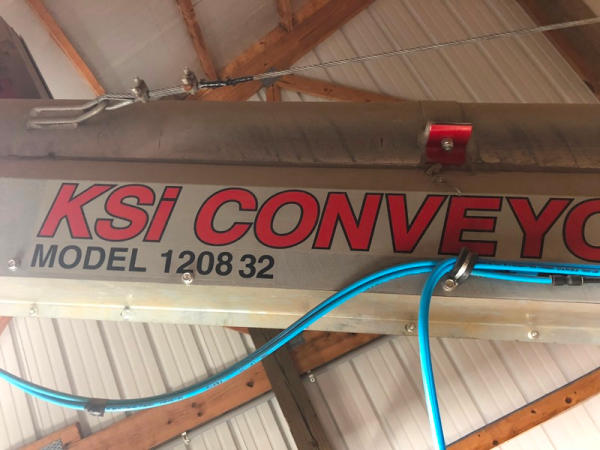 KSi CONVEYO
MODEL 1208 32